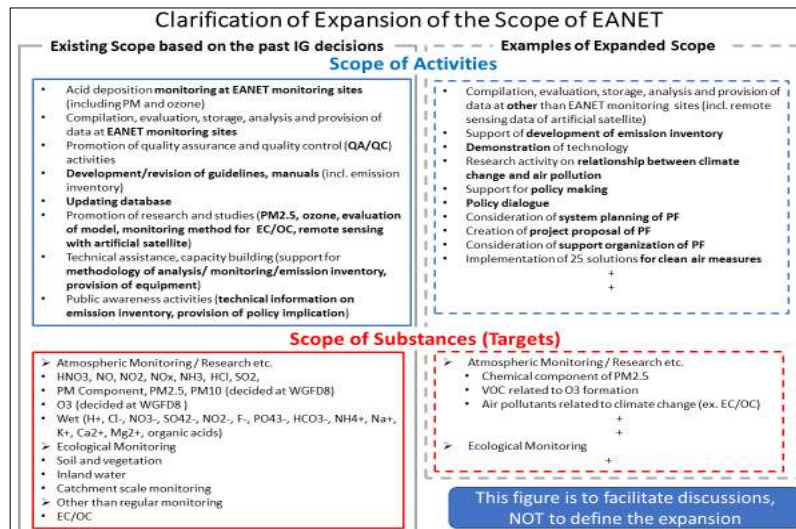 Clarification of Expansion of the Scope of EANET
Existing Scope based on the past IG decisions
Examples of Expanded Scope
Scope of Activities
• Acid deposition monitoring at EANET monitoring sites
(including PM and ozone)
• Compilation, evaluation, storage, analysis and provision of
data at EANET monitoring sites
• Promotion of quality assurance and quality control (QA/QC)
activities
• Development/revision of guidelines, manuals (incl. emission
inventory)
• Updating database
• Promotion of research and studies (PM2.5, ozone, evaluation
of model, monitoring method for EC/OC, remote sensing
with artificial satellite)
• Technical assistance, capacity building (support for
methodology of analysis/ monitoring/emission inventory,
provision of equipment)
• Public awareness activities (technical information on
emission inventory, provision of policy implication)
• Compilation, evaluation, storage, analysis and provision of
data at other than EANET monitoring sites (incl. remote
sensing data of artificial satellite)
• Support of development of emission inventory
• Demonstration of technology
• Research activity on relationship between climate
change and air pollution
• Support for policy making
• Policy dialogue
• Consideration of system planning of PF
• Creation of project proposal of PF
• Consideration of support organization of PF
• Implementation of 25 solutions for clean air measures
+
+
Scope of Substances (Targets)
➢ Atmospheric Monitoring / Research etc.
• HNO3, NO, NO2, NOx, NH3, HCl, SO2,
• PM Component, PM2.5, PM10 (decided at WGFD8)
• O3 (decided at WGFD8 )
• Wet (H+, Cl-, NO3-, SO42-, NO2-, F-, PO43-, HCO3-, NH4+, Na+,
K+, Ca2+, Mg2+, organic acids)
➢ Ecological Monitoring
• Soil and vegetation
• Inland water
• Catchment scale monitoring
➢ Other than regular monitoring
• EC/OC
➢ Atmospheric Monitoring / Research etc.
• Chemical component of PM2.5
• VOC related to O3 formation
• Air pollutants related to climate change (ex. EC/OC)
+
+
➢ Ecological Monitoring
+
This figure is to facilitate discussions,
NOT to define the expansion